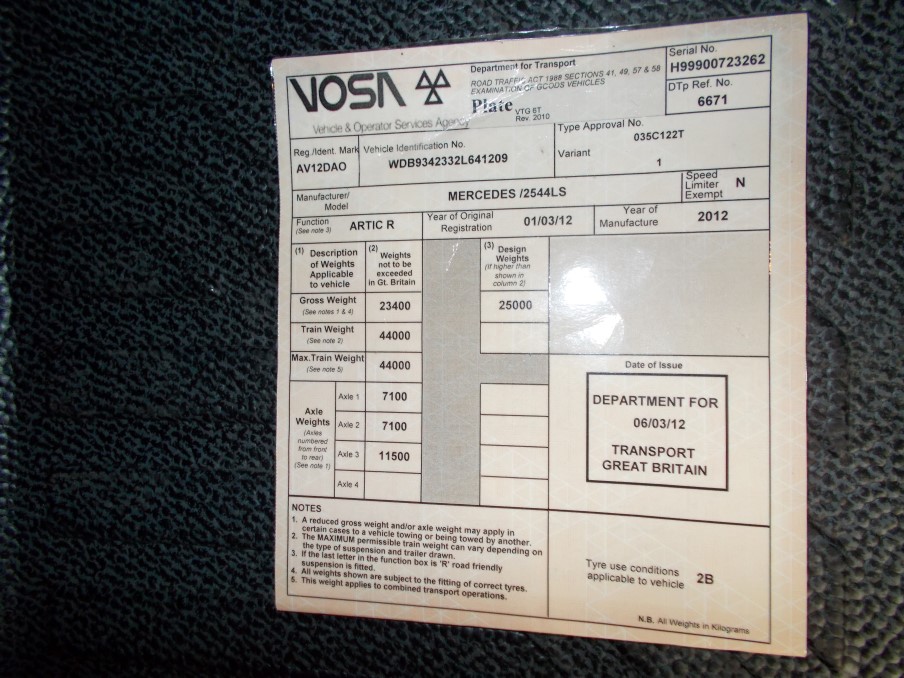 VOSA
Vehicle & Operator Services Agency
Department for Transport
ROAD TRAFFIC ACT 1988 SECTIONS 41, 49, 57 & 58
EXAMINATION OF GOODS VEHICLES
Plate VTG 6T
Rev. 2010
Serial No.
H99900723262
DTp Ref. No.
6671
Reg./Ident. Mark
AV12DAO
Vehicle Identification No.
WDB9342332L641209
Type Approval No.
035C122T
Variant
1
Manufacturer/
Model
MERCEDES /2544LS
Speed
Limiter
Exempt
N
Function
(See note 3)
ARTIC R
Year of Original
Registration
01/03/12
Year of
Manufacture
2012
(1) Description
of Weights
Applicable
to vehicle
(2) Weights
not to be
exceeded
in Gt. Britain
(3) Design
Weights
(If higher than
shown in
column 2)
Gross Weight
(See notes 1 & 4)
23400
25000
Train Weight
(See note 2)
44000
Max.Train Weight
(See note 5)
44000
Axle
Weights
(Axles
numbered
from front
to rear)
(See note 1)
Axle 1
7100
Axle 2
7100
Axle 3
11500
Axle 4
Date of Issue
DEPARTMENT FOR
06/03/12
TRANSPORT
GREAT BRITAIN
NOTES
1. A reduced gross weight and/or axle weight may apply in
certain cases to a vehicle towing or being towed by another.
2. The MAXIMUM permissible train weight can vary depending on
the type of suspension and trailer drawn.
3. If the last letter in the function box is 'R' road friendly
suspension is fitted.
4. All weights shown are subject to the fitting of correct tyres.
5. This weight applies to combined transport operations.
Tyre use conditions
applicable to vehicle 2B
N.B. All Weights in Kilograms